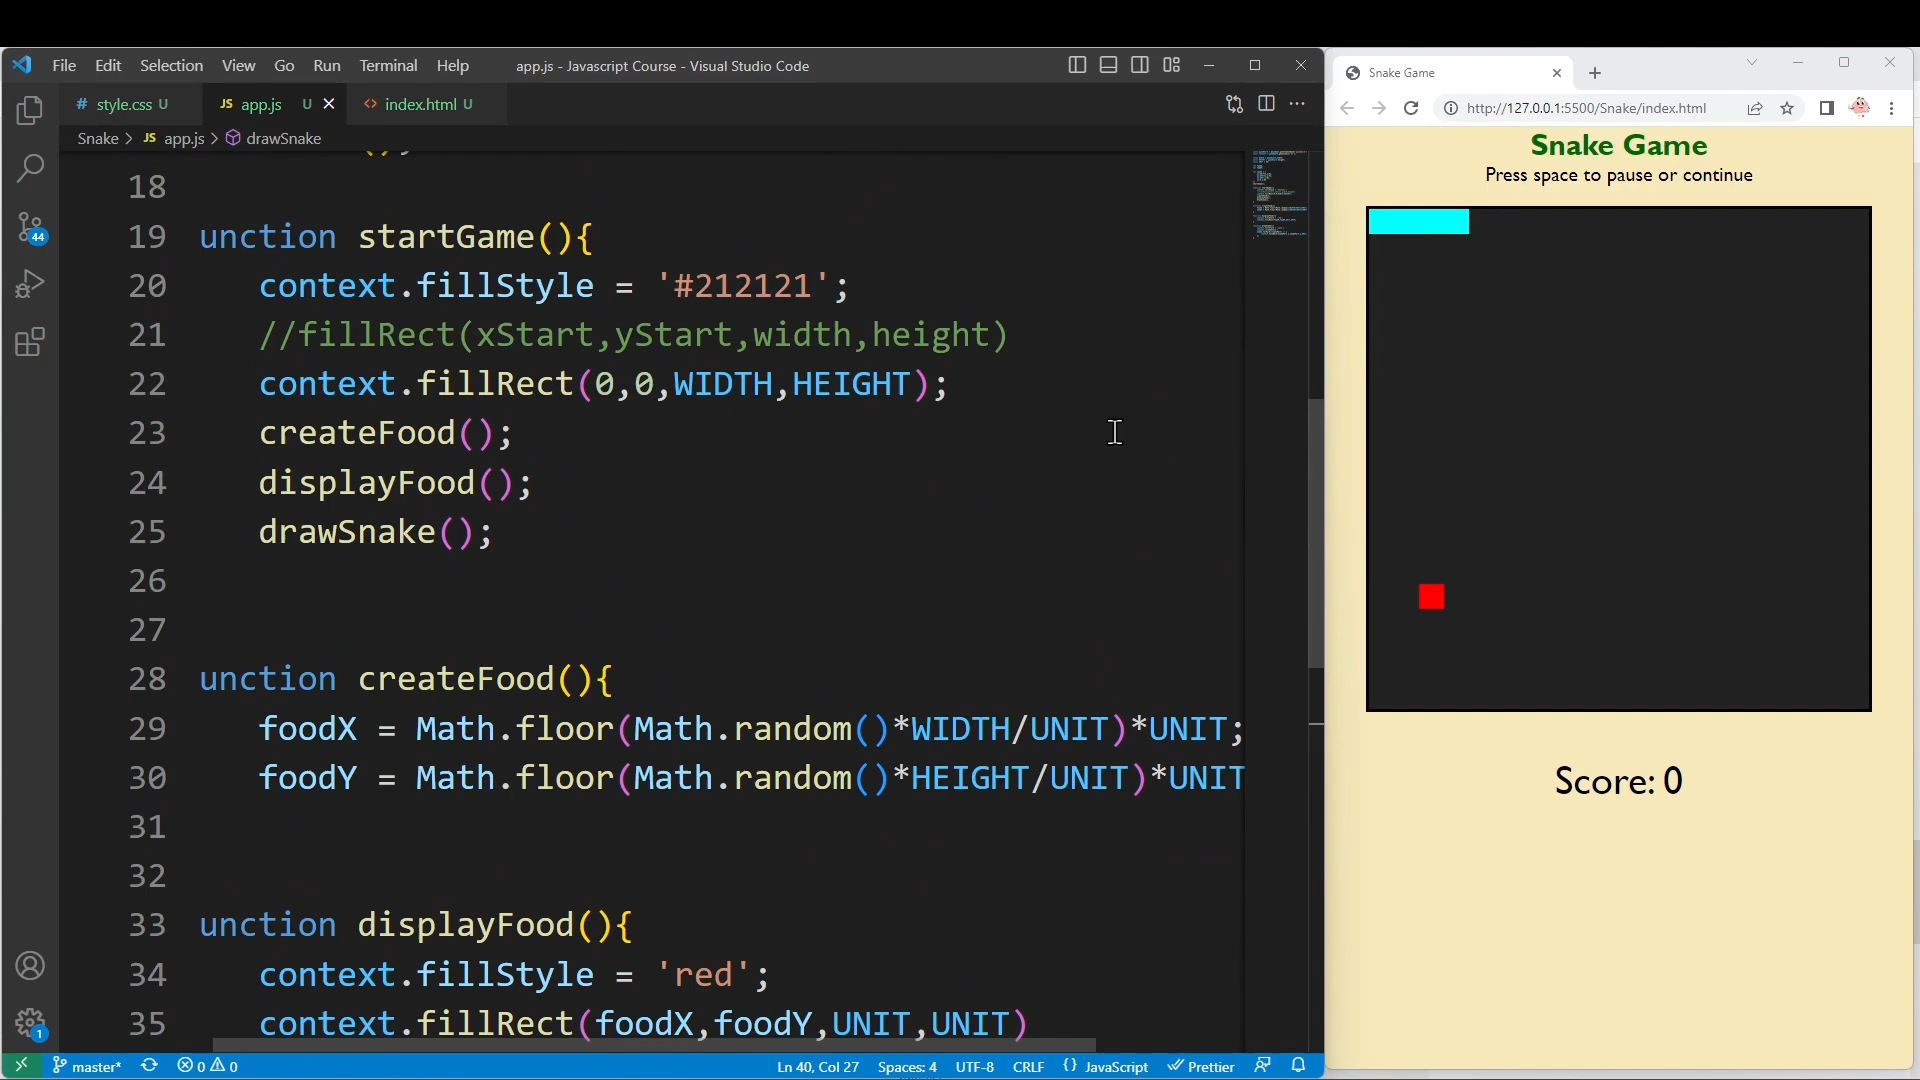 File Edit Selection View Go Run Terminal Help
app.js - Javascript Course - Visual Studio Code
# style.css U
JS app.js U
<> index.html U
Snake > JS app.js > drawSnake
18
19 unction startGame(){
20 context.fillStyle = '#212121';
21 //fillRect(xStart,yStart,width,height)
22 context.fillRect(0,0,WIDTH,HEIGHT);
23 createFood();
24 displayFood();
25 drawSnake();
26
27
28 unction createFood(){
29 foodX = Math.floor(Math.random()*WIDTH/UNIT)*UNIT;
30 foodY = Math.floor(Math.random()*HEIGHT/UNIT)*UNIT
31
32
33 unction displayFood(){
34 context.fillStyle = 'red';
35 context.fillRect(foodX,foodY,UNIT,UNIT)
44
1
master* 0 0 Ln 40, Col 27 Spaces: 4 UTF-8 CRLF {} JavaScript Prettier
Snake Game
http://127.0.0.1:5500/Snake/index.html
Snake Game
Press space to pause or continue
Score: 0